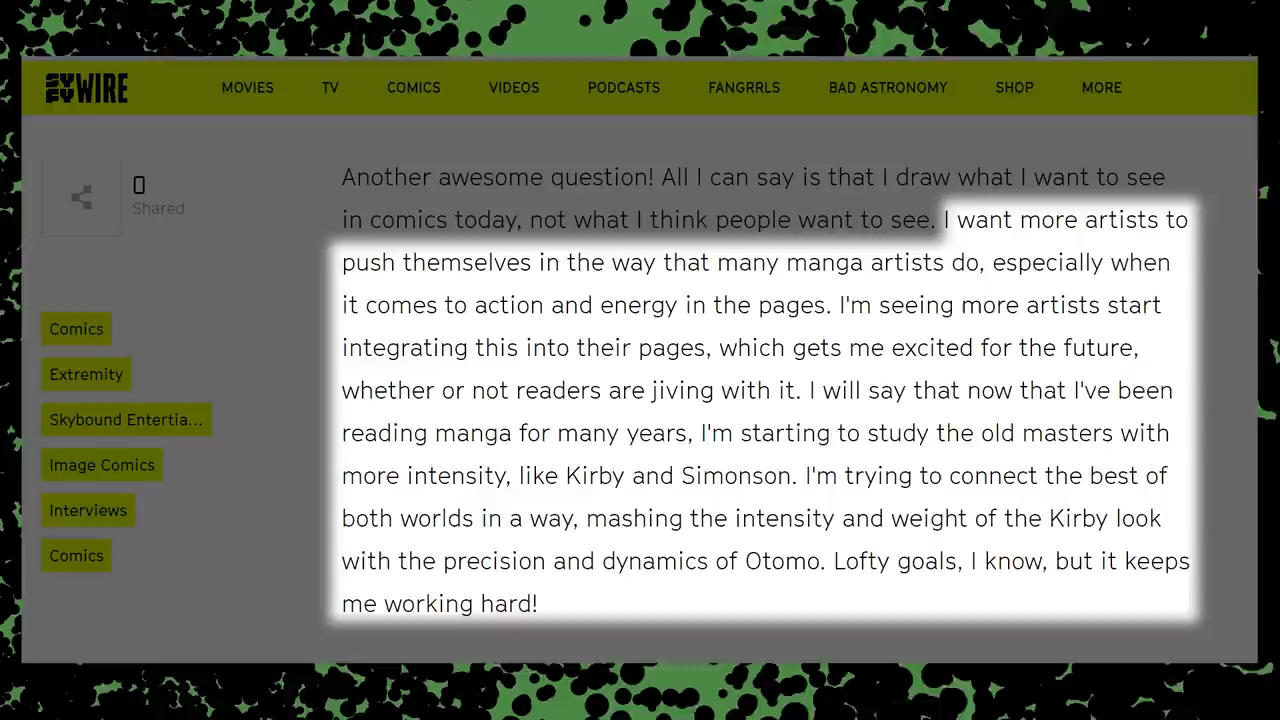 SYFY WIRE MOVIES TV COMICS VIDEOS PODCASTS FANGRRLS BAD ASTRONOMY SHOP MORE
0
Shared
Comics
Extremity
Skybound Entertia...
Image Comics
Interviews
Comics
Another awesome question! All I can say is that I draw what I want to see
in comics today, not what I think people want to see. I want more artists to
push themselves in the way that many manga artists do, especially when
it comes to action and energy in the pages. I'm seeing more artists start
integrating this into their pages, which gets me excited for the future,
whether or not readers are jiving with it. I will say that now that I've been
reading manga for many years, I'm starting to study the old masters with
more intensity, like Kirby and Simonson. I'm trying to connect the best of
both worlds in a way, mashing the intensity and weight of the Kirby look
with the precision and dynamics of Otomo. Lofty goals, I know, but it keeps
me working hard!